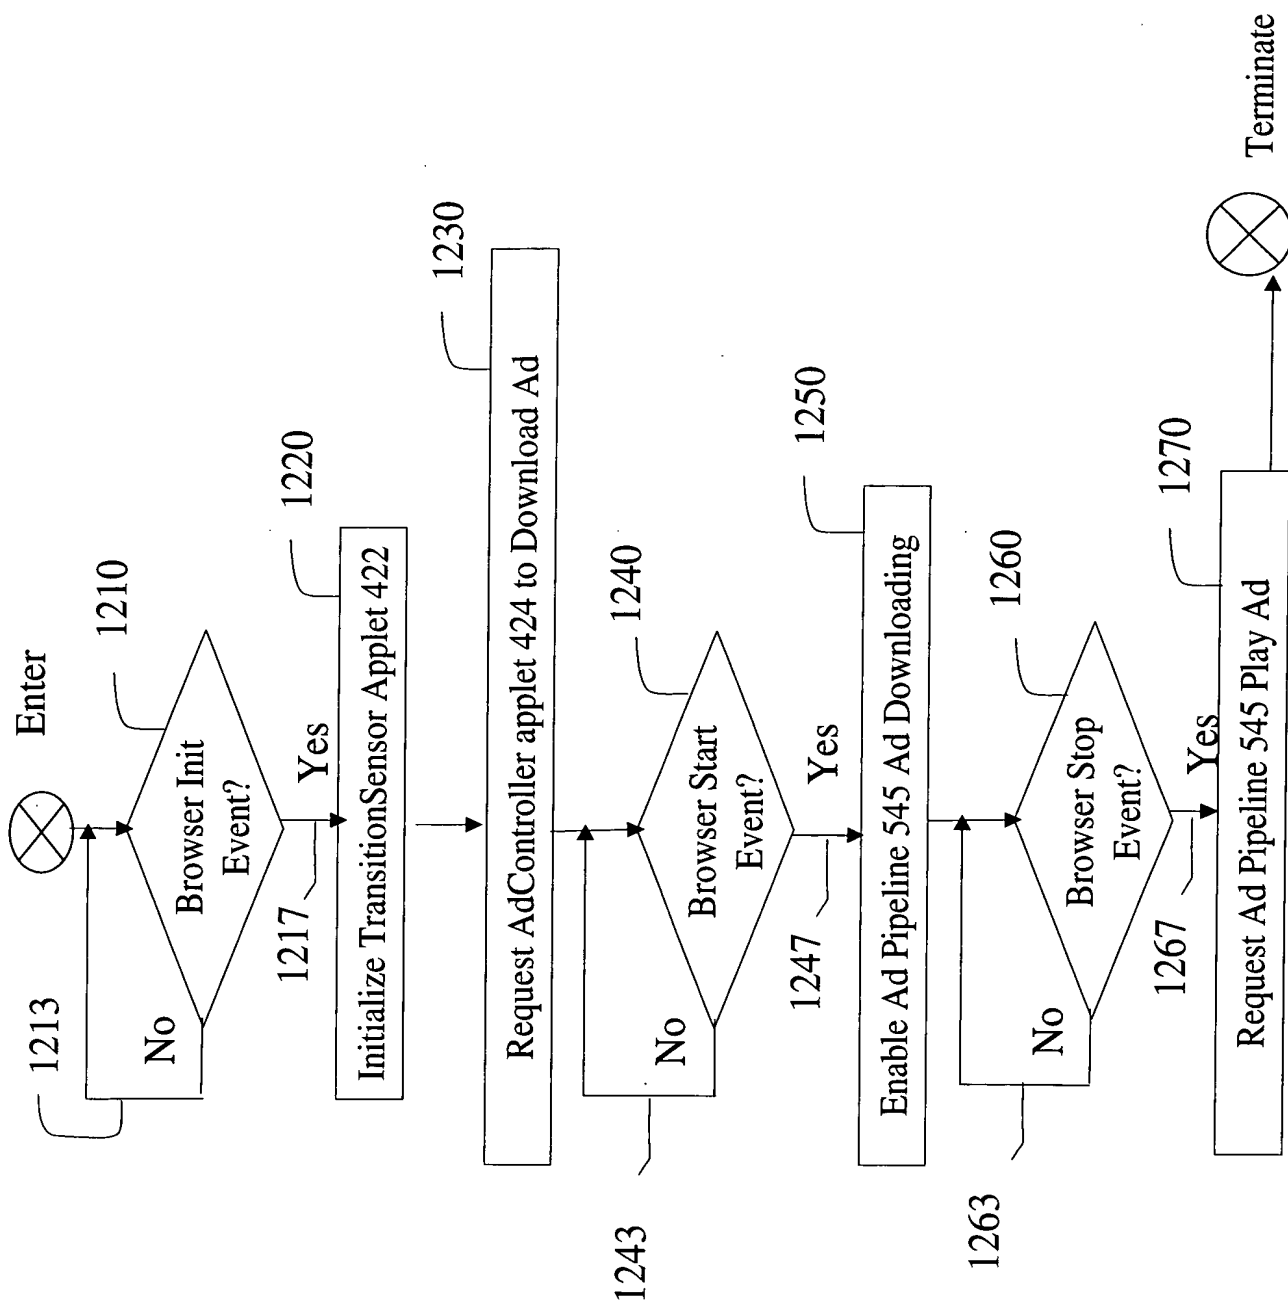 Enter
1210
Browser Init
Event?
1213
No
Yes
1217
1220
Initialize TransitionSensor Applet 422
1230
Request AdController applet 424 to Download Ad
1240
Browser Start
Event?
No
1243
Yes
1247
1250
Enable Ad Pipeline 545 Ad Downloading
1260
Browser Stop
Event?
No
1263
Yes
1267
1270
Request Ad Pipeline 545 Play Ad
Terminate